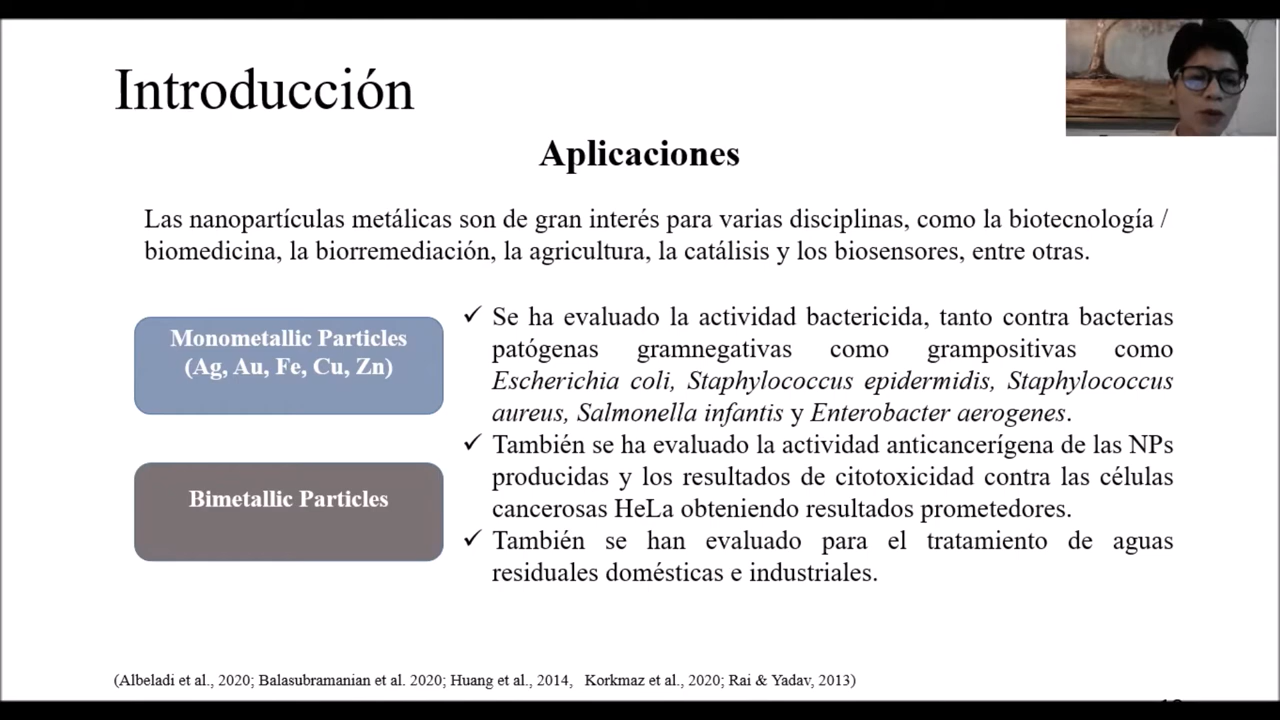 Introducción
Aplicaciones
Las nanopartículas metálicas son de gran interés para varias disciplinas, como la biotecnología /
biomedicina, la biorremediación, la agricultura, la catálisis y los biosensores, entre otras.
Monometallic Particles
(Ag, Au, Fe, Cu, Zn)
Bimetallic Particles
✓ Se ha evaluado la actividad bactericida, tanto contra bacterias
patógenas gramnegativas como grampositivas como
Escherichia coli, Staphylococcus epidermidis, Staphylococcus
aureus, Salmonella infantis y Enterobacter aerogenes.
✓ También se ha evaluado la actividad anticancerígena de las NPs
producidas y los resultados de citotoxicidad contra las células
cancerosas HeLa obteniendo resultados prometedores.
✓ También se han evaluado para el tratamiento de aguas
residuales domésticas e industriales.
(Albeladi et al., 2020; Balasubramanian et al. 2020; Huang et al., 2014, Korkmaz et al., 2020; Rai & Yadav, 2013)